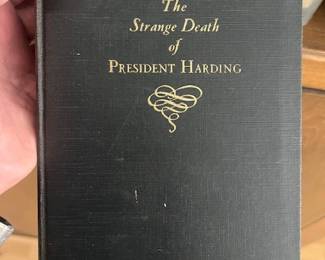 The
Strange Death
of
PRESIDENT HARDING